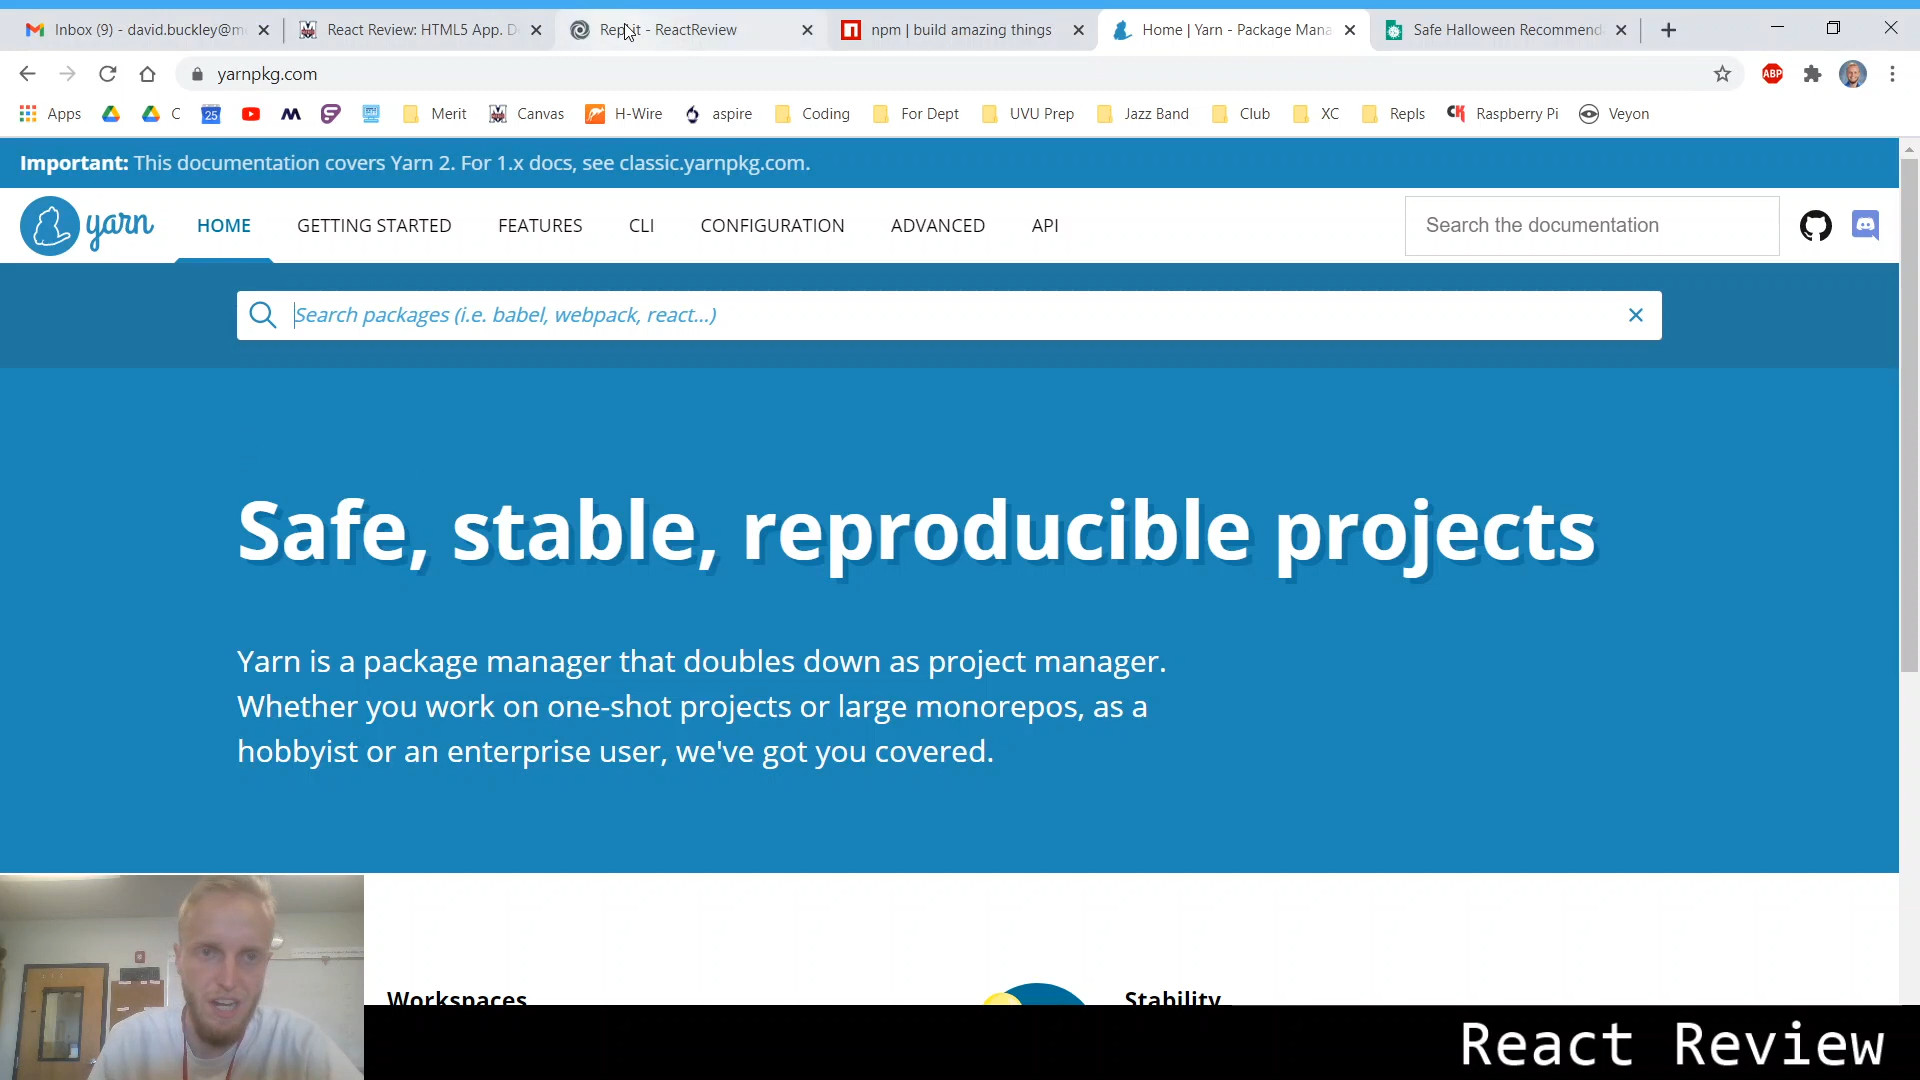 Inbox (9) - david.buckley@m
React Review: HTML5 App. D
Repl.it - ReactReview
npm | build amazing things
Home | Yarn - Package Mana
Safe Halloween Recommend
yarnpkg.com
ABP
Apps
C
25
Merit
Canvas
H-Wire
aspire
Coding
For Dept
UVU Prep
Jazz Band
Club
XC
Repls
Raspberry Pi
Veyon
Important: This documentation covers Yarn 2. For 1.x docs, see classic.yarnpkg.com.
yarn
HOME
GETTING STARTED
FEATURES
CLI
CONFIGURATION
ADVANCED
API
Search the documentation
Search packages (i.e. babel, webpack, react...)
Safe, stable, reproducible projects
Yarn is a package manager that doubles down as project manager.
Whether you work on one-shot projects or large monorepos, as a
hobbyist or an enterprise user, we've got you covered.
Workspaces
Stability
React Review